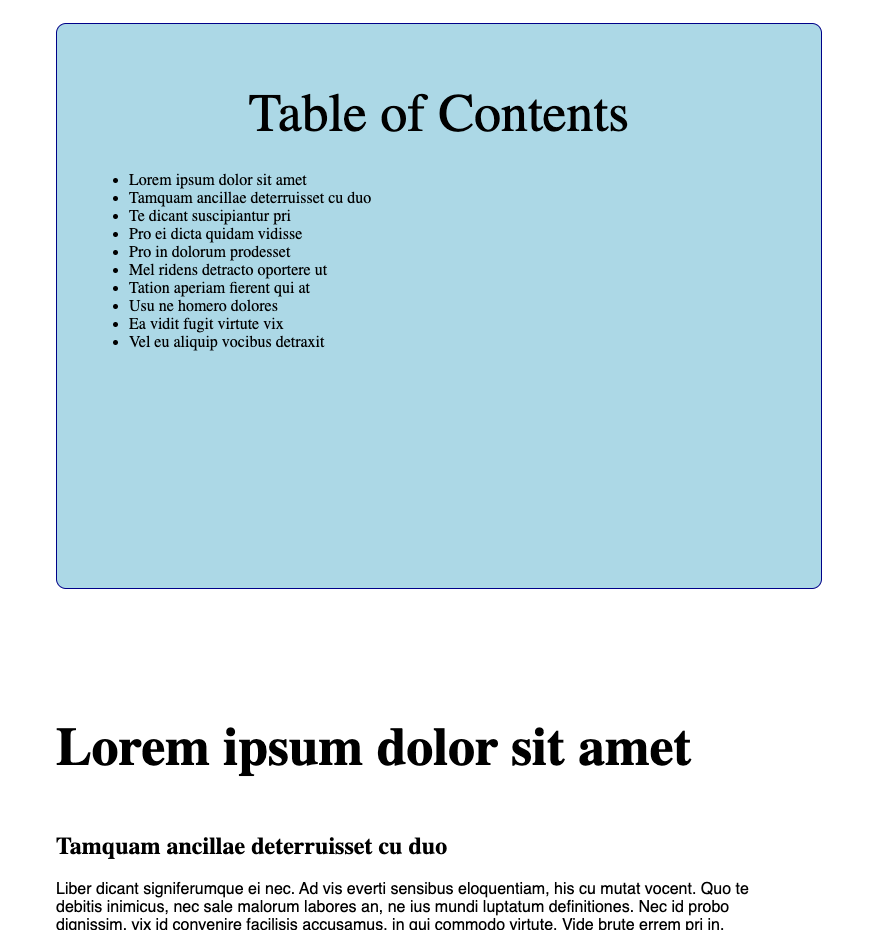 Table of Contents
Lorem ipsum dolor sit amet
Tamquam ancillae deterruisset cu duo
Te dicant suscipiantur pri
Pro ei dicta quidam vidisse
Pro in dolorum prodesset
Mel ridens detracto oportere ut
Tation aperiam fierent qui at
Usu ne homero dolores
Ea vidit fugit virtute vix
Vel eu aliquip vocibus detraxit
Lorem ipsum dolor sit amet
Tamquam ancillae deterruisset cu duo
Liber dicant signiferumque ei nec. Ad vis everti sensibus eloquentiam, his cu mutat vocent. Quo te
debitis inimicus, nec sale malorum labores an, ne ius mundi luptatum definitiones. Nec id probo
dignissim, vix id convenire facilisis accusamus, in qui commodo virtute. Vide brute errem pri in,